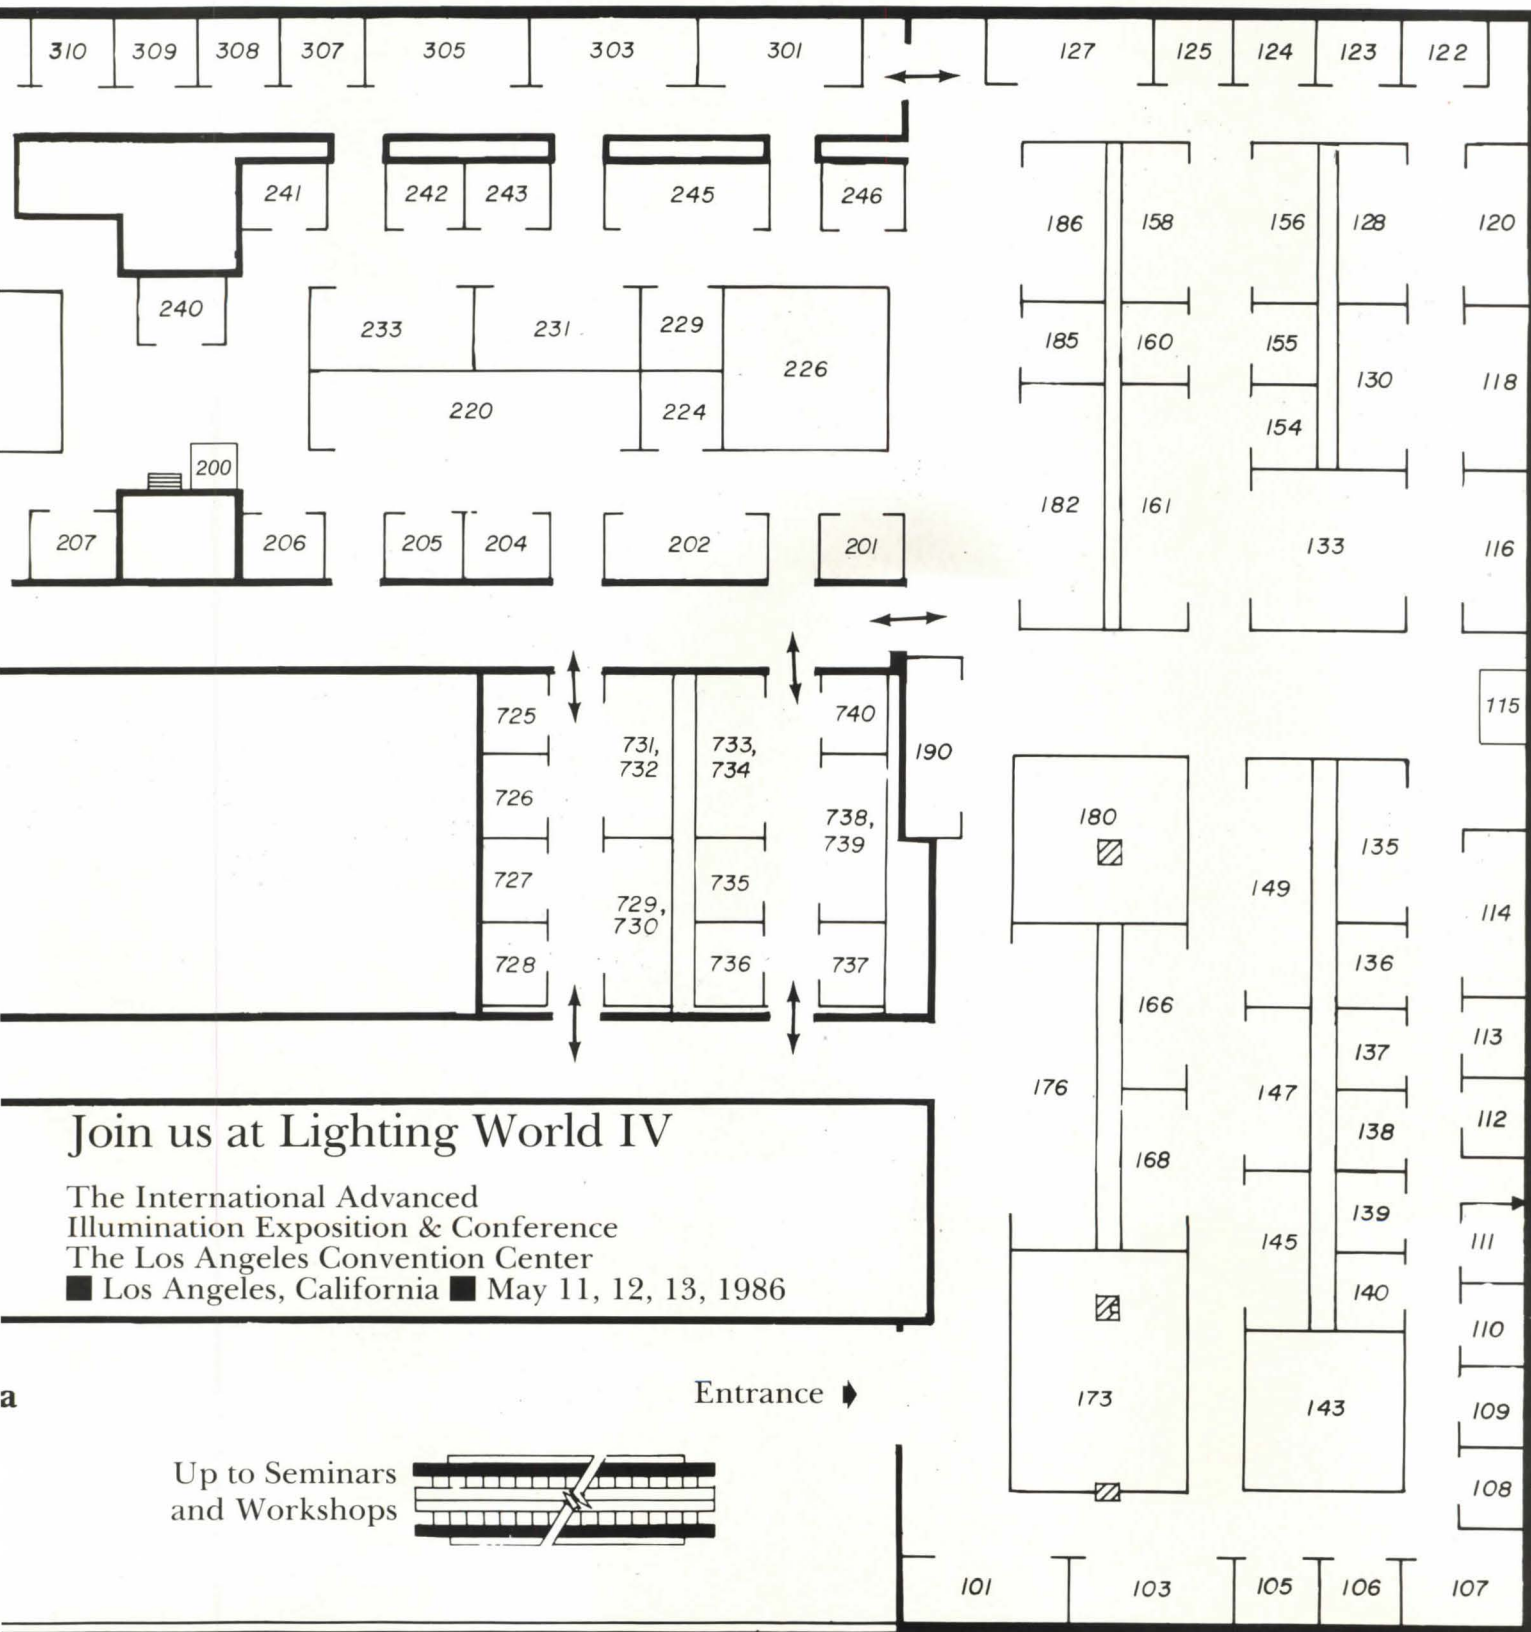 310 309 308 307 305 303 301 127 125 124 123 122
241 242 243 245 246
186 158 156 128 120
240 233 231 229
226
185 160 155 130 118
220 224
154
200
182 161 133 116
207 206 205 204 202 201
725 731, 732 733, 734 740 190 115
726
738, 739
180 135
727 735 149
729, 730
114
728 736 737 136
166
137 113
176 147
138 112
168
Join us at Lighting World IV
The International Advanced
Illumination Exposition & Conference
The Los Angeles Convention Center
■ Los Angeles, California ■ May 11, 12, 13, 1986
139
145 111
140
110
a
Entrance
173 143 109
Up to Seminars
and Workshops
108
101 103 105 106 107